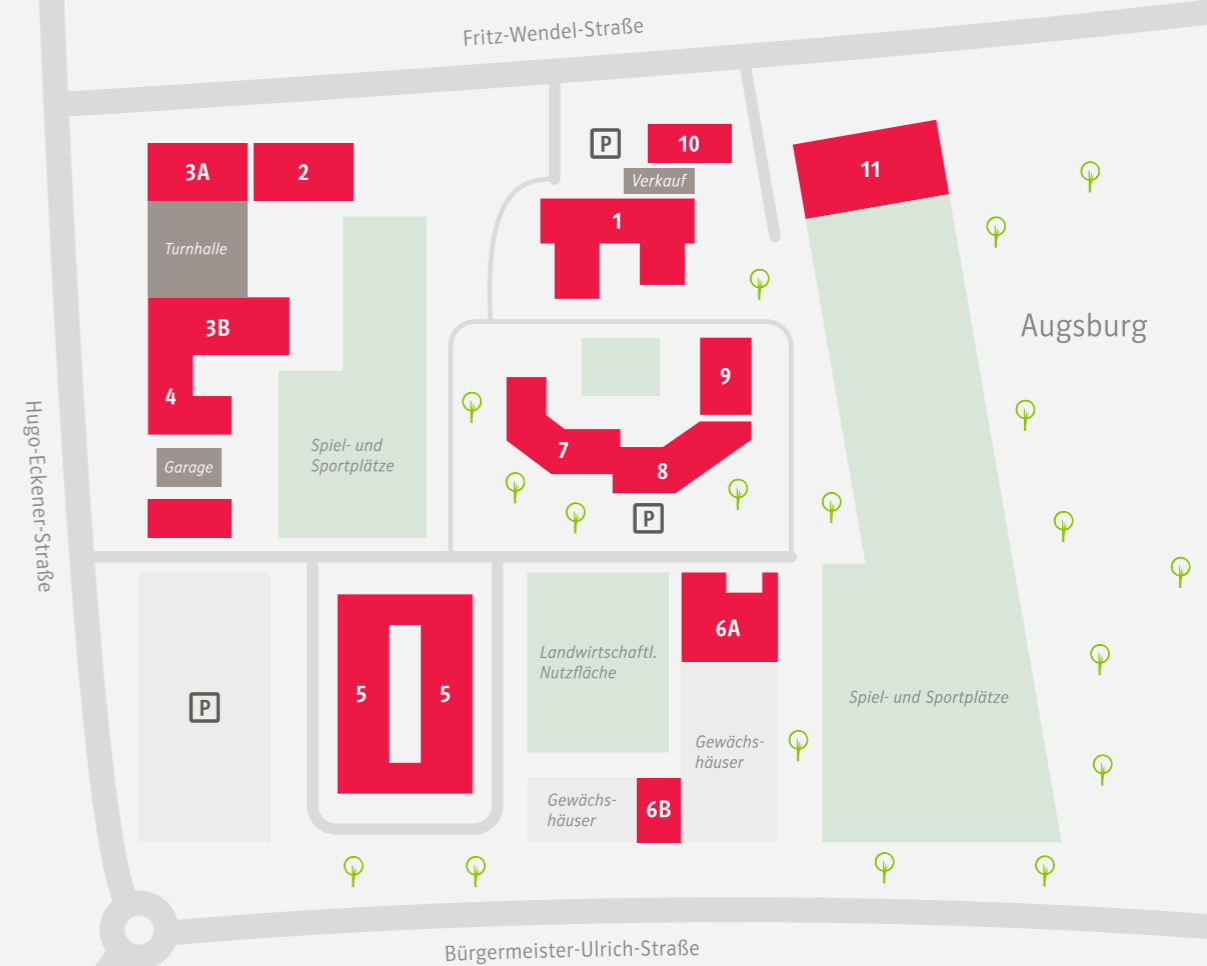 Fritz-Wendel-Straße
P
10
3A
2
11
Verkauf
1
Turnhalle
Augsburg
3B
9
4
Hugo-Eckener-Straße
Spiel- und
Sportplätze
7
8
Garage
P
6A
Landwirtschaftl.
Nutzfläche
5
5
P
Spiel- und Sportplätze
Gewächs-
häuser
Gewächs-
häuser
6B
Bürgermeister-Ulrich-Straße